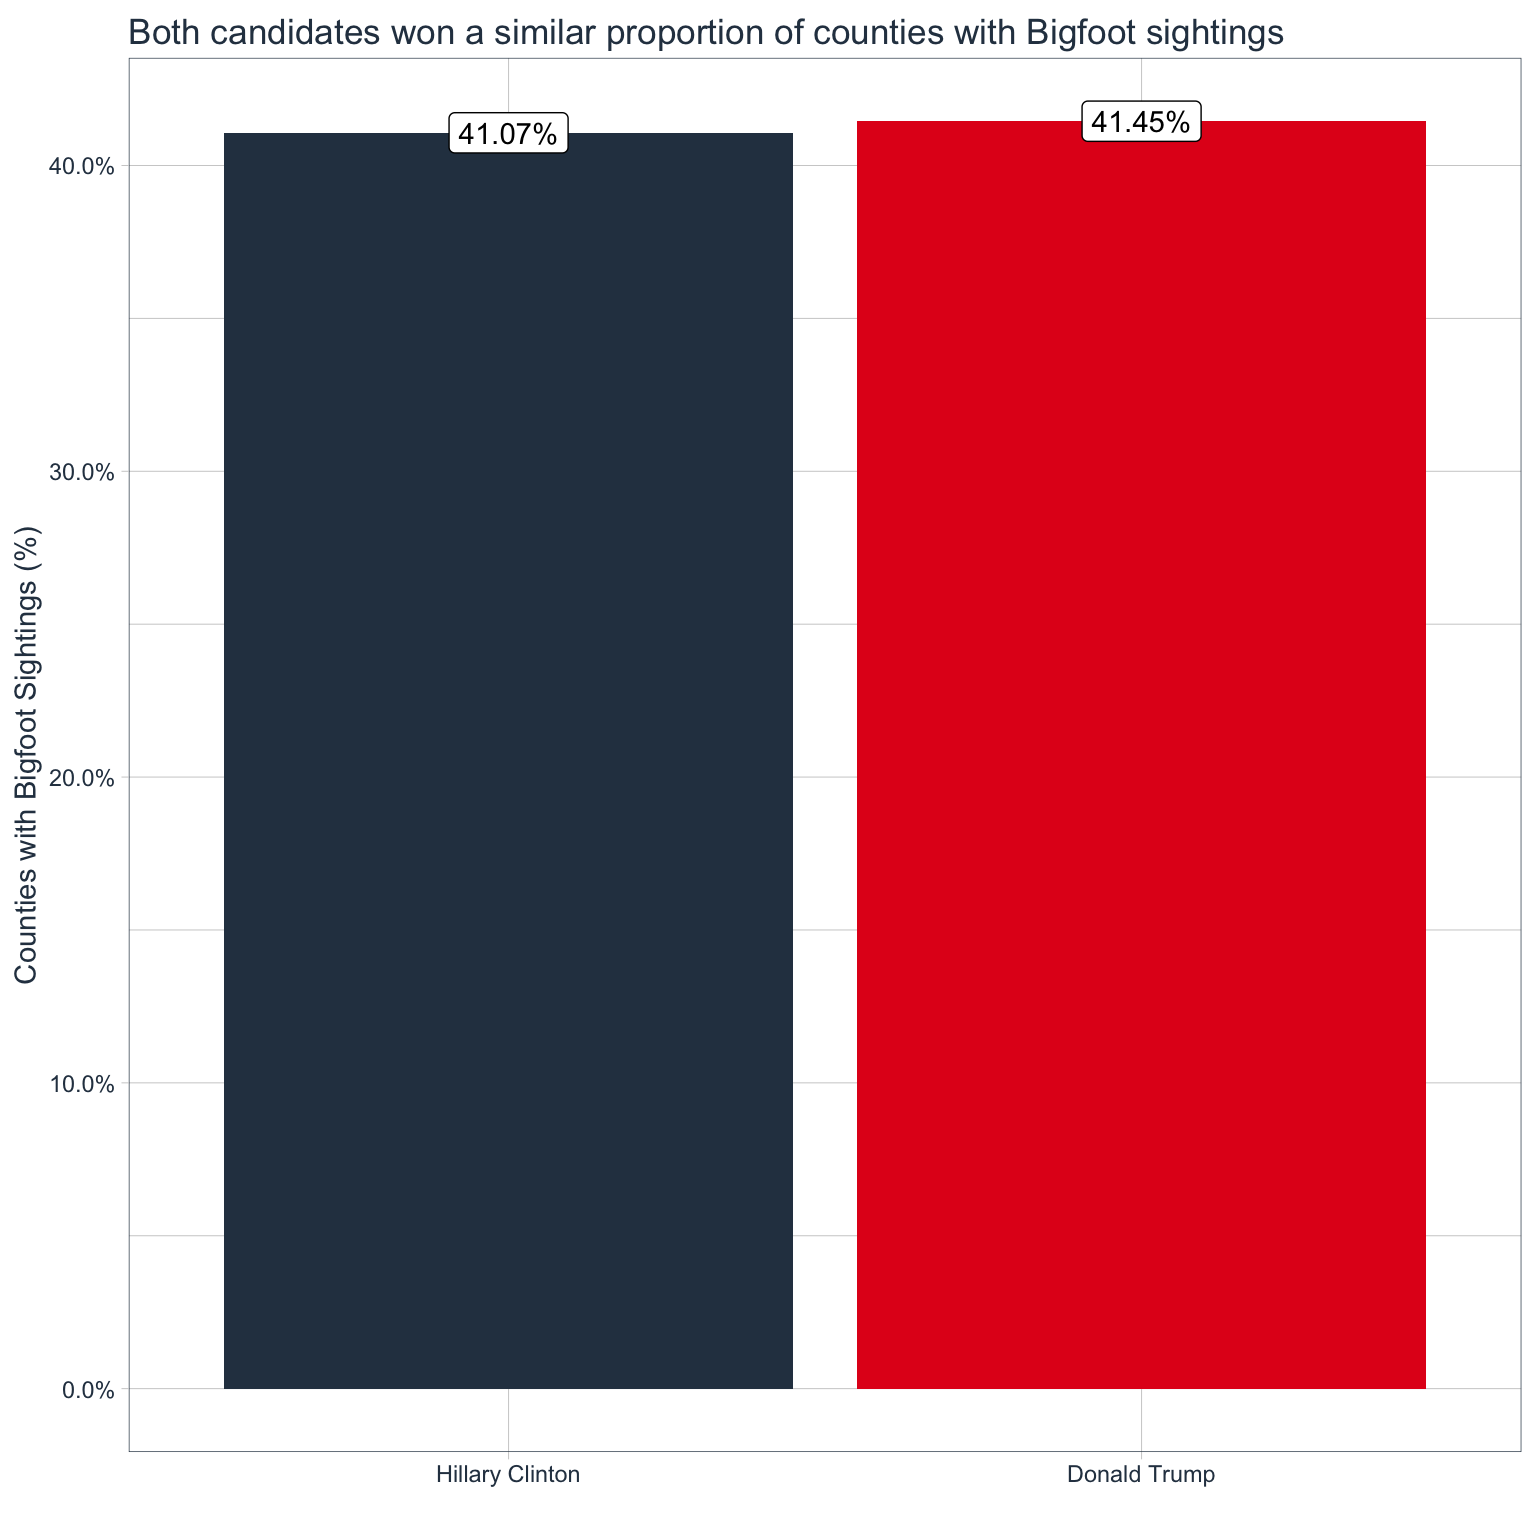 Both candidates won a similar proportion of counties with Bigfoot sightings
41.07%
41.45%
40.0%
30.0%
20.0%
10.0%
0.0%
Counties with Bigfoot Sightings (%)
Hillary Clinton
Donald Trump